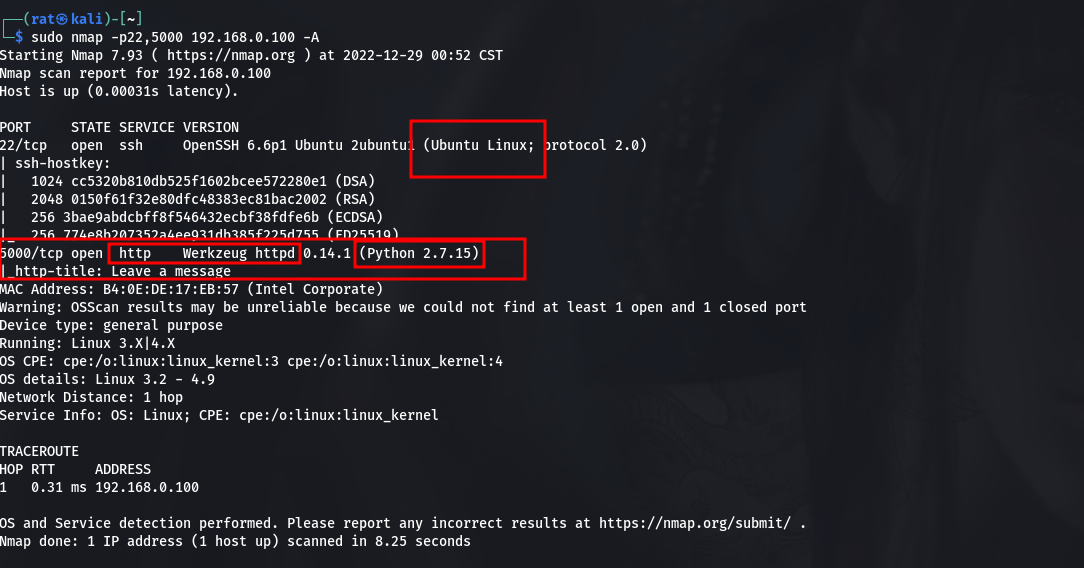 (rat㉿kali)-[~]
$ sudo nmap -p22,5000 192.168.0.100 -A
Starting Nmap 7.93 ( https://nmap.org ) at 2022-12-29 00:52 CST
Nmap scan report for 192.168.0.100
Host is up (0.00031s latency).
PORT     STATE SERVICE VERSION
22/tcp   open  ssh     OpenSSH 6.6p1 Ubuntu 2ubuntu1 (Ubuntu Linux; protocol 2.0)
| ssh-hostkey:
|   1024 cc5320b810db525f1602bcee572280e1 (DSA)
|   2048 0150f61f32e80dfc48383ec81bac2002 (RSA)
|   256 3bae9abdcbff8f546432ecbf38fdfe6b (ECDSA)
|_  256 774e8b207352a4ee931db385f225d755 (ED25519)
5000/tcp open  http    Werkzeug httpd 0.14.1 (Python 2.7.15)
|_http-title: Leave a message
MAC Address: B4:0E:DE:17:EB:57 (Intel Corporate)
Warning: OSScan results may be unreliable because we could not find at least 1 open and 1 closed port
Device type: general purpose
Running: Linux 3.X|4.X
OS CPE: cpe:/o:linux:linux_kernel:3 cpe:/o:linux:linux_kernel:4
OS details: Linux 3.2 - 4.9
Network Distance: 1 hop
Service Info: OS: Linux; CPE: cpe:/o:linux:linux_kernel
TRACEROUTE
HOP RTT     ADDRESS
1   0.31 ms 192.168.0.100
OS and Service detection performed. Please report any incorrect results at https://nmap.org/submit/ .
Nmap done: 1 IP address (1 host up) scanned in 8.25 seconds